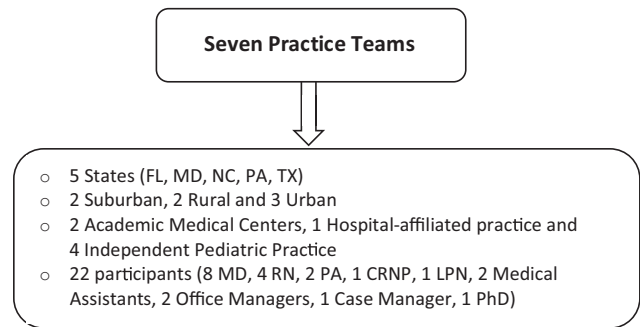 Seven Practice Teams
○ 5 States (FL, MD, NC, PA, TX)
○ 2 Suburban, 2 Rural and 3 Urban
○ 2 Academic Medical Centers, 1 Hospital-affiliated practice and
4 Independent Pediatric Practice
○ 22 participants (8 MD, 4 RN, 2 PA, 1 CRNP, 1 LPN, 2 Medical
Assistants, 2 Office Managers, 1 Case Manager, 1 PhD)